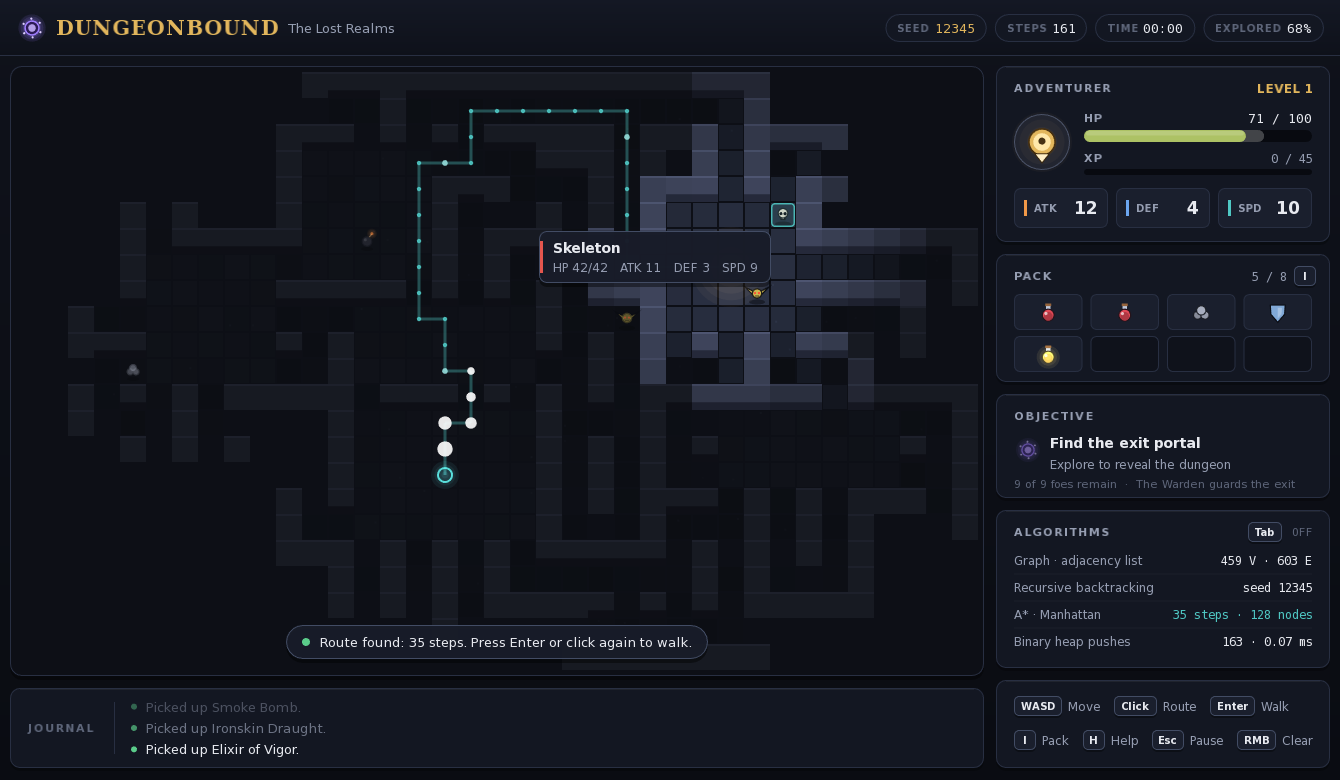 DUNGEONBOUND The Lost Realms
SEED 12345 STEPS 161 TIME 00:00 EXPLORED 68%
Skeleton
HP 42/42 ATK 11 DEF 3 SPD 9
Route found: 35 steps. Press Enter or click again to walk.
JOURNAL
Picked up Smoke Bomb.
Picked up Ironskin Draught.
Picked up Elixir of Vigor.
ADVENTURER LEVEL 1
HP 71 / 100
XP 0 / 45
ATK 12 DEF 4 SPD 10
PACK 5 / 8 I
OBJECTIVE
Find the exit portal
Explore to reveal the dungeon
9 of 9 foes remain · The Warden guards the exit
ALGORITHMS Tab OFF
Graph · adjacency list 459 V · 603 E
Recursive backtracking seed 12345
A* · Manhattan 35 steps · 128 nodes
Binary heap pushes 163 · 0.07 ms
WASD Move Click Route Enter Walk
I Pack H Help Esc Pause RMB Clear